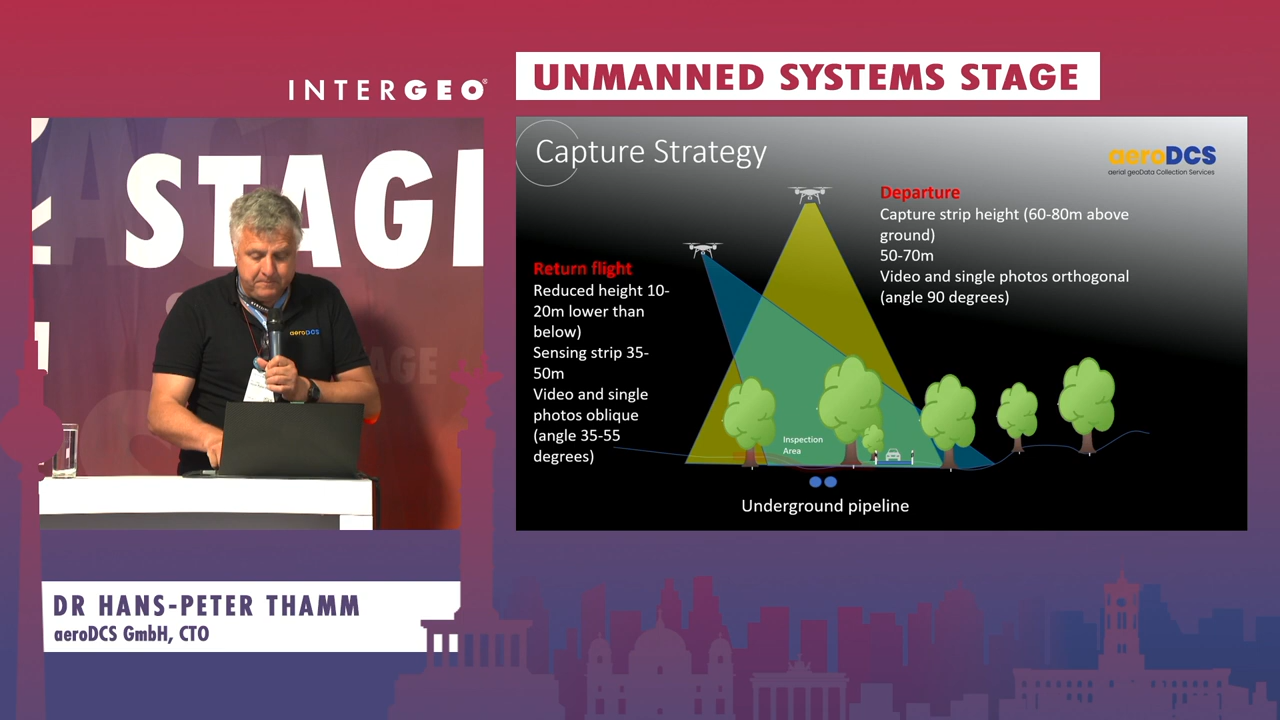 INTERGEO®
UNMANNED SYSTEMS STAGE
STAGE
STAGE
aeroDCS
Capture Strategy
aeroDCS
aerial geoData Collection Services
Departure
Capture strip height (60-80m above
ground)
50-70m
Video and single photos orthogonal
(angle 90 degrees)
Return flight
Reduced height 10-
20m lower than
below)
Sensing strip 35-
50m
Video and single
photos oblique
(angle 35-55
degrees)
Inspection
Area
Underground pipeline
DR HANS-PETER THAMM
aeroDCS GmbH, CTO